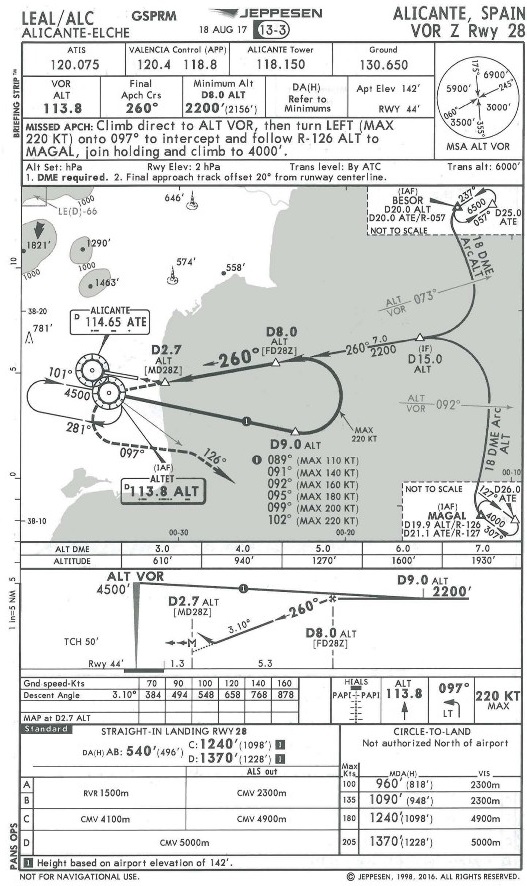 LEAL/ALC
ALICANTE-ELCHE
GSPRM
JEPPESEN
18 AUG 17
13-3
ALICANTE, SPAIN
VOR Z Rwy 28
BRIEFING STRIP™
ATIS
120.075
VALENCIA Control (APP)
120.4 118.8
ALICANTE Tower
118.150
Ground
130.650
VOR
ALT
113.8
Final
Apch Crs
260°
Minimum Alt
D8.0 ALT
2200'(2156')
DA(H)
Refer to
Minimums
Apt Elev 142'
RWY 44'
MISSED APCH: Climb direct to ALT VOR, then turn LEFT (MAX
220 KT) onto 097° to intercept and follow R-126 ALT to
MAGAL, join holding and climb to 4000'.
Alt Set: hPa
Rwy Elev: 2 hPa
Trans level: By ATC
Trans alt: 6000'
1. DME required. 2. Final approach track offset 20° from runway centerline.
175°
6900'
245°
5900'
3000'
060°
3500'
355°
MSA ALT VOR
1000
LE(D)-66
646'
1821'
1290'
1000
1000
1463'
574'
558'
(IAF)
BESOR
D20.0 ALT
D20.0 ATE/R-057
NOT TO SCALE
237°
6500
057°
D25.0
ATE
18 DME
Arc ALT
10
5
0
38-20
38-10
781'
ALICANTE
D 114.65 ATE
D2.7 ALT
[MD28Z]
D8.0 ALT
[FD28Z]
260°
260°
7.0
2200
(IF)
D15.0
ALT
ALT
VOR
073°
ALT
VOR
092°
18 DME Arc
ALT
101°
4500
281°
097°
126°
(IAF)
ALTET
D 113.8 ALT
D9.0 ALT
MAX
220 KT
089° (MAX 110 KT)
091° (MAX 140 KT)
092° (MAX 160 KT)
095° (MAX 180 KT)
099° (MAX 200 KT)
102° (MAX 220 KT)
NOT TO SCALE
127°
D26.0
ATE
(IAF)
MAGAL
D19.9 ALT/R-126
D21.1 ATE/R-127
4000
307°
00-30
00-20
00-10
ALT DME 3.0 4.0 5.0 6.0 7.0
ALTITUDE 610' 940' 1270' 1600' 1930'
1 in=5 NM
5
ALT VOR
4500'
D9.0 ALT
2200'
D2.7 ALT
[MD28Z]
260°
3.10°
D8.0 ALT
[FD28Z]
TCH 50'
M
Rwy 44'
1.3
5.3
Gnd speed-Kts 70 90 100 120 140 160
Descent Angle 3.10° 384 494 548 658 768 878
MAP at D2.7 ALT
HIALS
PAPI PAPI
ALT
113.8
097°
LT
220 KT
MAX
Standard
STRAIGHT-IN LANDING RWY 28
DA(H) AB: 540'(496')
C: 1240'(1098') 1
D: 1370'(1228') 1
ALS out
CIRCLE-TO-LAND
Not authorized North of airport
Max
Kts
MDA(H)
VIS
A
B
C
D
RVR 1500m
CMV 2300m
CMV 4100m
CMV 4900m
CMV 5000m
100 960'(818') 2300m
135 1090'(948') 2300m
180 1240'(1098') 4900m
205 1370'(1228') 5000m
PANS OPS
1 Height based on airport elevation of 142'.
NOT FOR NAVIGATIONAL USE.
© JEPPESEN, 1998, 2016. ALL RIGHTS RESERVED.